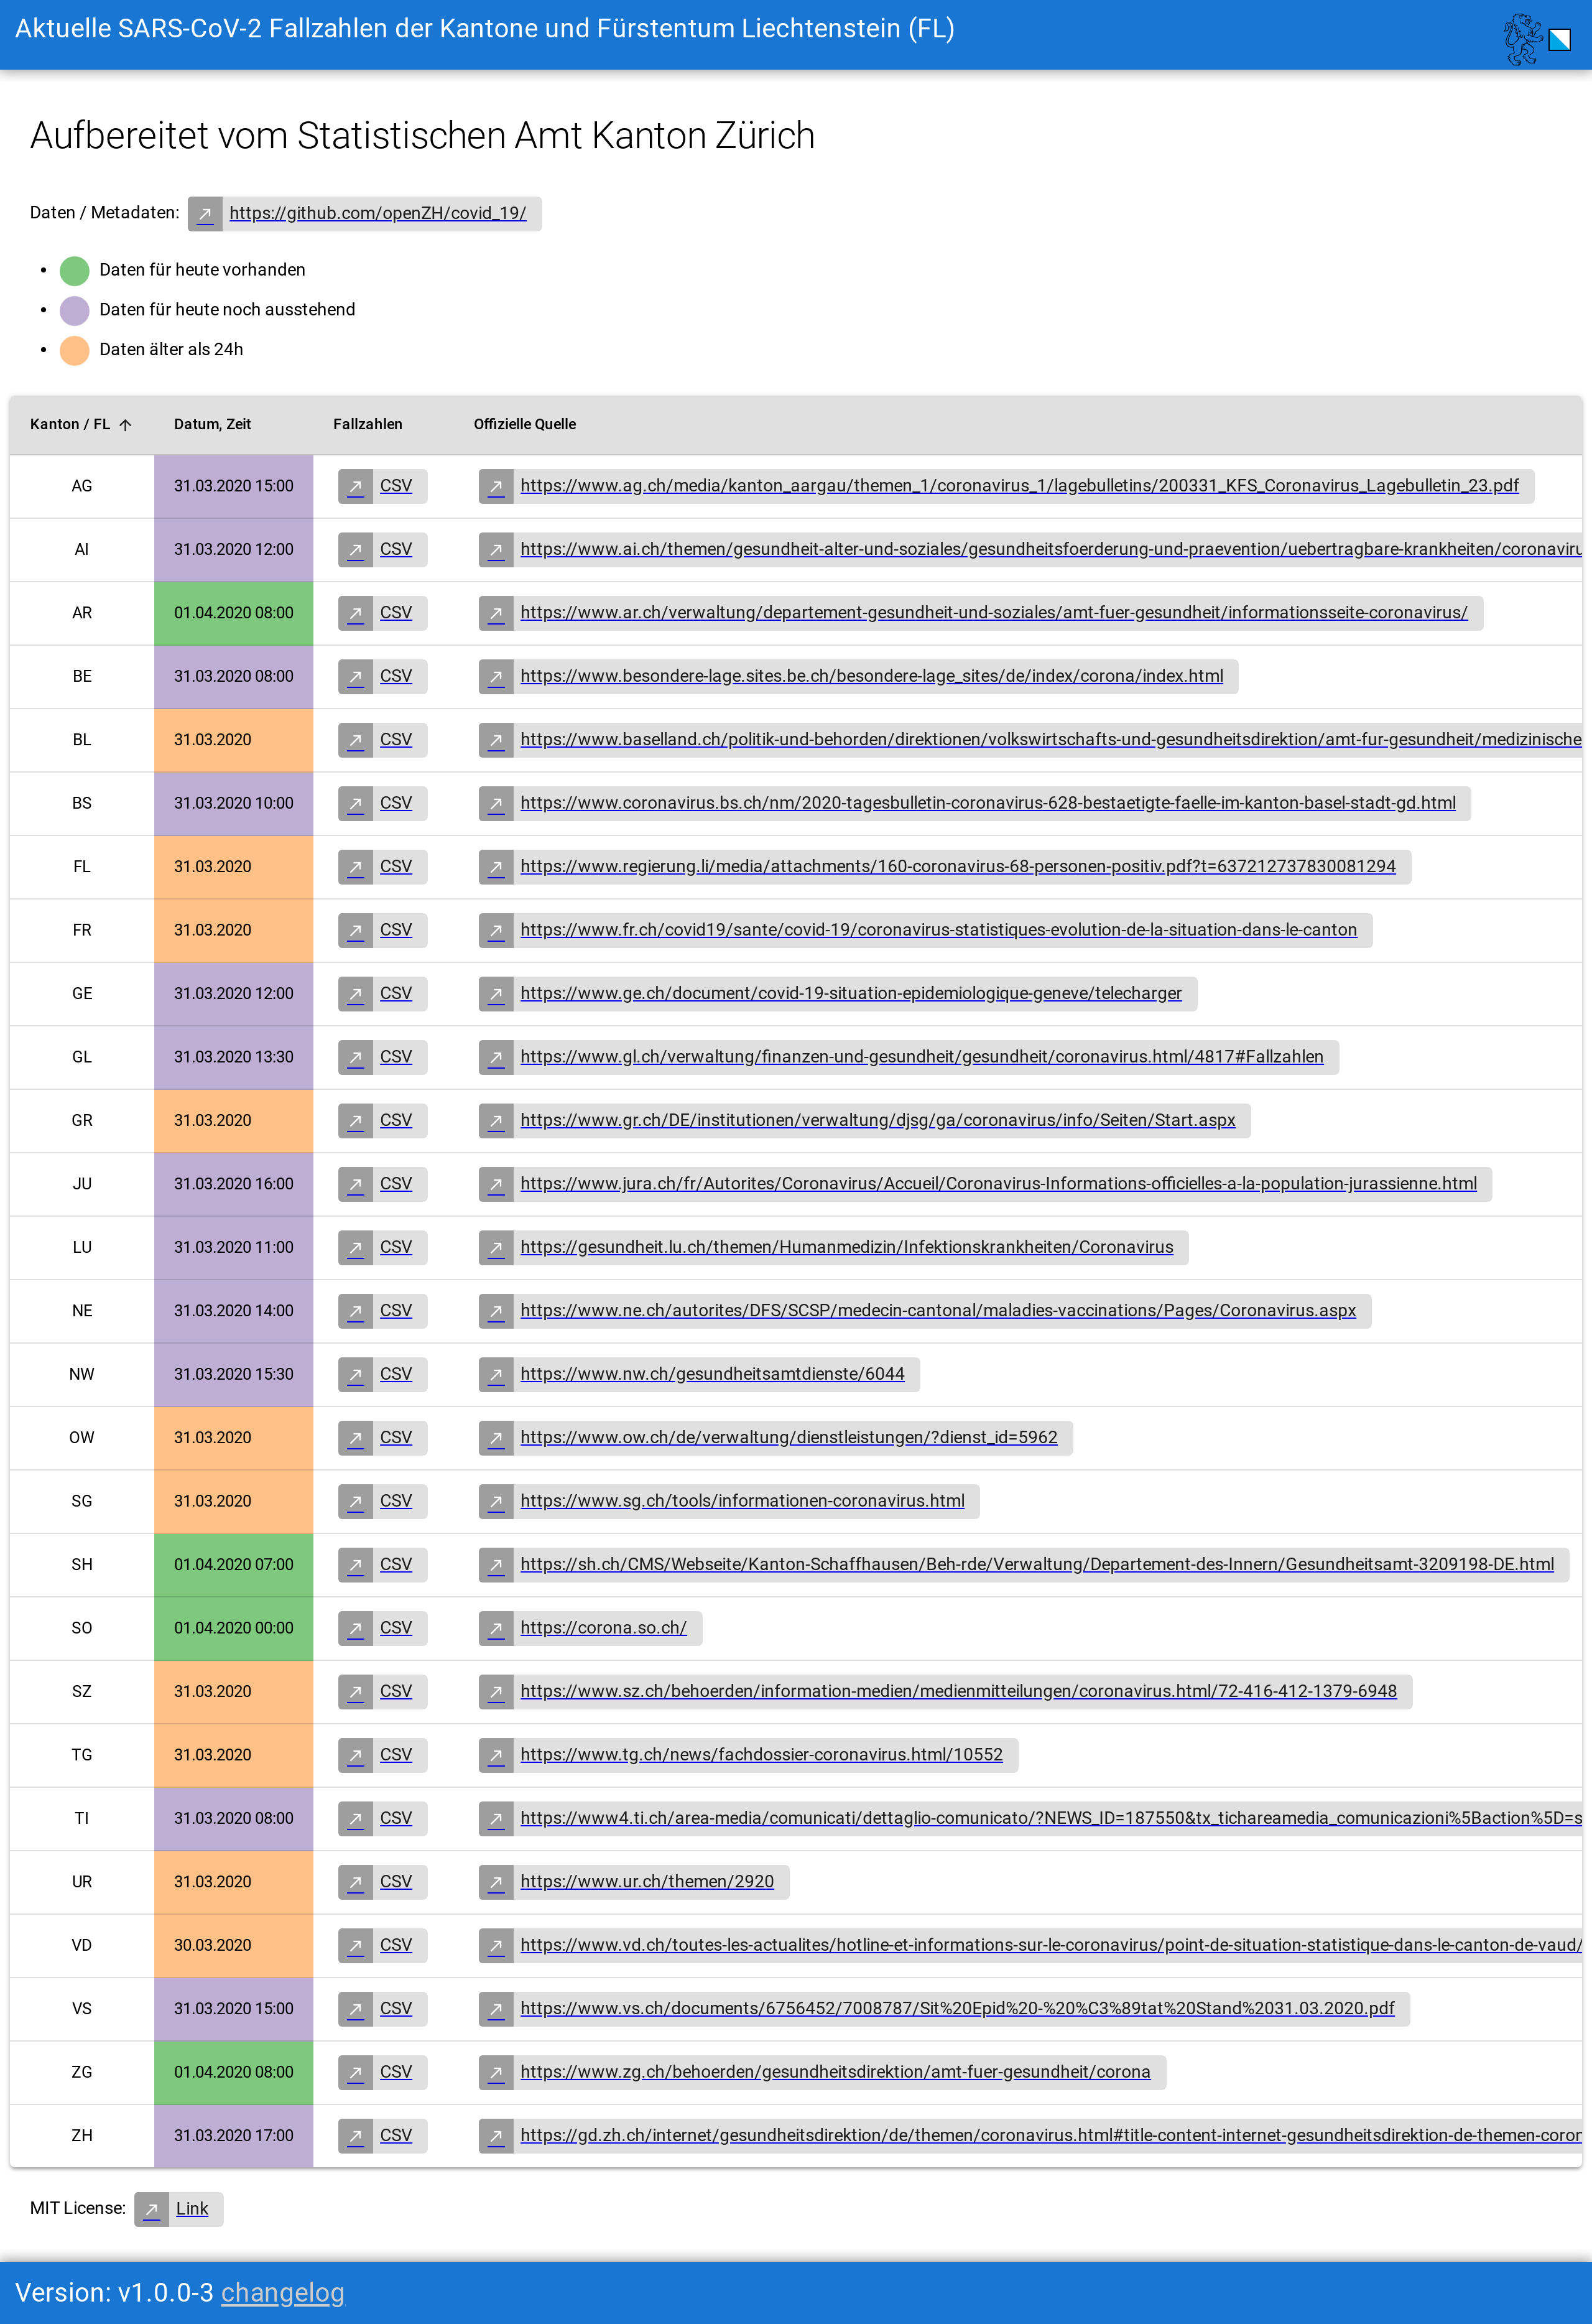 Aktuelle SARS-CoV-2 Fallzahlen der Kantone und Fürstentum Liechtenstein (FL)
Aufbereitet vom Statistischen Amt Kanton Zürich
Daten / Metadaten: https://github.com/openZH/covid_19/
Daten für heute vorhanden
Daten für heute noch ausstehend
Daten älter als 24h
Kanton / FL Datum, Zeit Fallzahlen Offizielle Quelle
AG 31.03.2020 15:00 CSV https://www.ag.ch/media/kanton_aargau/themen_1/coronavirus_1/lagebulletins/200331_KFS_Coronavirus_Lagebulletin_23.pdf
AI 31.03.2020 12:00 CSV https://www.ai.ch/themen/gesundheit-alter-und-soziales/gesundheitsfoerderung-und-praevention/uebertragbare-krankheiten/coronaviru
AR 01.04.2020 08:00 CSV https://www.ar.ch/verwaltung/departement-gesundheit-und-soziales/amt-fuer-gesundheit/informationsseite-coronavirus/
BE 31.03.2020 08:00 CSV https://www.besondere-lage.sites.be.ch/besondere-lage_sites/de/index/corona/index.html
BL 31.03.2020 CSV https://www.baselland.ch/politik-und-behorden/direktionen/volkswirtschafts-und-gesundheitsdirektion/amt-fur-gesundheit/medizinische
BS 31.03.2020 10:00 CSV https://www.coronavirus.bs.ch/nm/2020-tagesbulletin-coronavirus-628-bestaetigte-faelle-im-kanton-basel-stadt-gd.html
FL 31.03.2020 CSV https://www.regierung.li/media/attachments/160-coronavirus-68-personen-positiv.pdf?t=637212737830081294
FR 31.03.2020 CSV https://www.fr.ch/covid19/sante/covid-19/coronavirus-statistiques-evolution-de-la-situation-dans-le-canton
GE 31.03.2020 12:00 CSV https://www.ge.ch/document/covid-19-situation-epidemiologique-geneve/telecharger
GL 31.03.2020 13:30 CSV https://www.gl.ch/verwaltung/finanzen-und-gesundheit/gesundheit/coronavirus.html/4817#Fallzahlen
GR 31.03.2020 CSV https://www.gr.ch/DE/institutionen/verwaltung/djsg/ga/coronavirus/info/Seiten/Start.aspx
JU 31.03.2020 16:00 CSV https://www.jura.ch/fr/Autorites/Coronavirus/Accueil/Coronavirus-Informations-officielles-a-la-population-jurassienne.html
LU 31.03.2020 11:00 CSV https://gesundheit.lu.ch/themen/Humanmedizin/Infektionskrankheiten/Coronavirus
NE 31.03.2020 14:00 CSV https://www.ne.ch/autorites/DFS/SCSP/medecin-cantonal/maladies-vaccinations/Pages/Coronavirus.aspx
NW 31.03.2020 15:30 CSV https://www.nw.ch/gesundheitsamtdienste/6044
OW 31.03.2020 CSV https://www.ow.ch/de/verwaltung/dienstleistungen/?dienst_id=5962
SG 31.03.2020 CSV https://www.sg.ch/tools/informationen-coronavirus.html
SH 01.04.2020 07:00 CSV https://sh.ch/CMS/Webseite/Kanton-Schaffhausen/Beh-rde/Verwaltung/Departement-des-Innern/Gesundheitsamt-3209198-DE.html
SO 01.04.2020 00:00 CSV https://corona.so.ch/
SZ 31.03.2020 CSV https://www.sz.ch/behoerden/information-medien/medienmitteilungen/coronavirus.html/72-416-412-1379-6948
TG 31.03.2020 CSV https://www.tg.ch/news/fachdossier-coronavirus.html/10552
TI 31.03.2020 08:00 CSV https://www4.ti.ch/area-media/comunicati/dettaglio-comunicato/?NEWS_ID=187550&tx_tichareamedia_comunicazioni%5Baction%5D=s
UR 31.03.2020 CSV https://www.ur.ch/themen/2920
VD 30.03.2020 CSV https://www.vd.ch/toutes-les-actualites/hotline-et-informations-sur-le-coronavirus/point-de-situation-statistique-dans-le-canton-de-vaud/
VS 31.03.2020 15:00 CSV https://www.vs.ch/documents/6756452/7008787/Sit%20Epid%20-%20%C3%89tat%20Stand%2031.03.2020.pdf
ZG 01.04.2020 08:00 CSV https://www.zg.ch/behoerden/gesundheitsdirektion/amt-fuer-gesundheit/corona
ZH 31.03.2020 17:00 CSV https://gd.zh.ch/internet/gesundheitsdirektion/de/themen/coronavirus.html#title-content-internet-gesundheitsdirektion-de-themen-coron
MIT License: Link
Version: v1.0.0-3 changelog